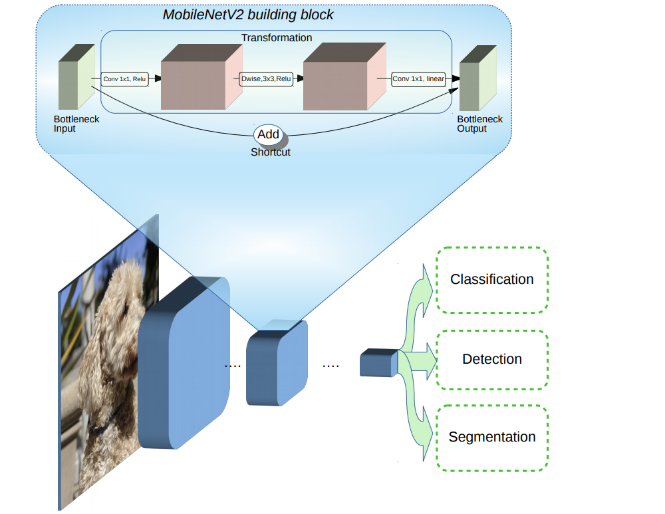 MobileNetV2 building block
Transformation
Conv 1x1, Relu
Dwise,3x3,Relu
Conv 1x1, linear
Bottleneck
Input
Add
Shortcut
Bottleneck
Output
....
....
Classification
Detection
Segmentation